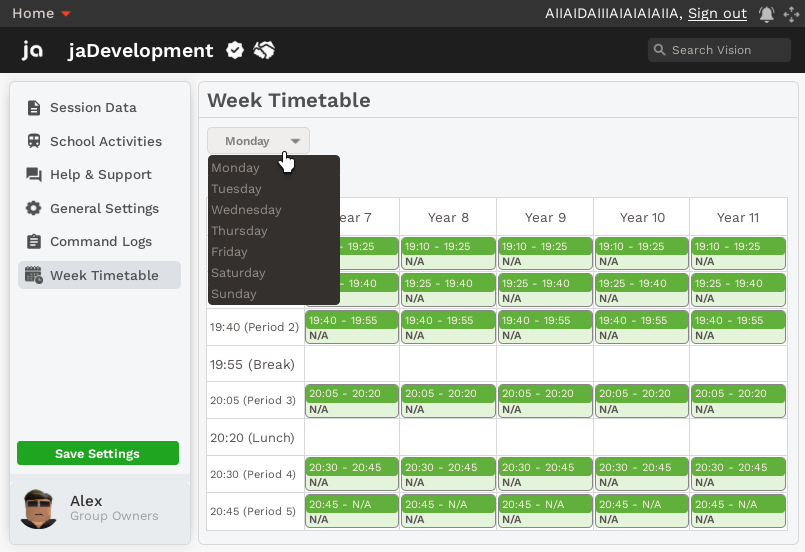 Home
AIIAIDAIIIAIAIAIAIIA, Sign out
ja jaDevelopment
Search Vision
Session Data
School Activities
Help & Support
General Settings
Command Logs
Week Timetable
Save Settings
Alex
Group Owners
Week Timetable
Monday
Monday
Tuesday
Wednesday
Thursday
Friday
Saturday
Sunday
ear 7 Year 8 Year 9 Year 10 Year 11
- 19:25 19:10 - 19:25 19:10 - 19:25 19:10 - 19:25 19:10 - 19:25
N/A N/A N/A N/A
- 19:40 19:25 - 19:40 19:25 - 19:40 19:25 - 19:40 19:25 - 19:40
N/A N/A N/A N/A
19:40 (Period 2) 19:40 - 19:55 19:40 - 19:55 19:40 - 19:55 19:40 - 19:55 19:40 - 19:55
N/A N/A N/A N/A N/A
19:55 (Break)
20:05 (Period 3) 20:05 - 20:20 20:05 - 20:20 20:05 - 20:20 20:05 - 20:20 20:05 - 20:20
N/A N/A N/A N/A N/A
20:20 (Lunch)
20:30 (Period 4) 20:30 - 20:45 20:30 - 20:45 20:30 - 20:45 20:30 - 20:45 20:30 - 20:45
N/A N/A N/A N/A N/A
20:45 (Period 5) 20:45 - N/A 20:45 - N/A 20:45 - N/A 20:45 - N/A 20:45 - N/A
N/A N/A N/A N/A N/A